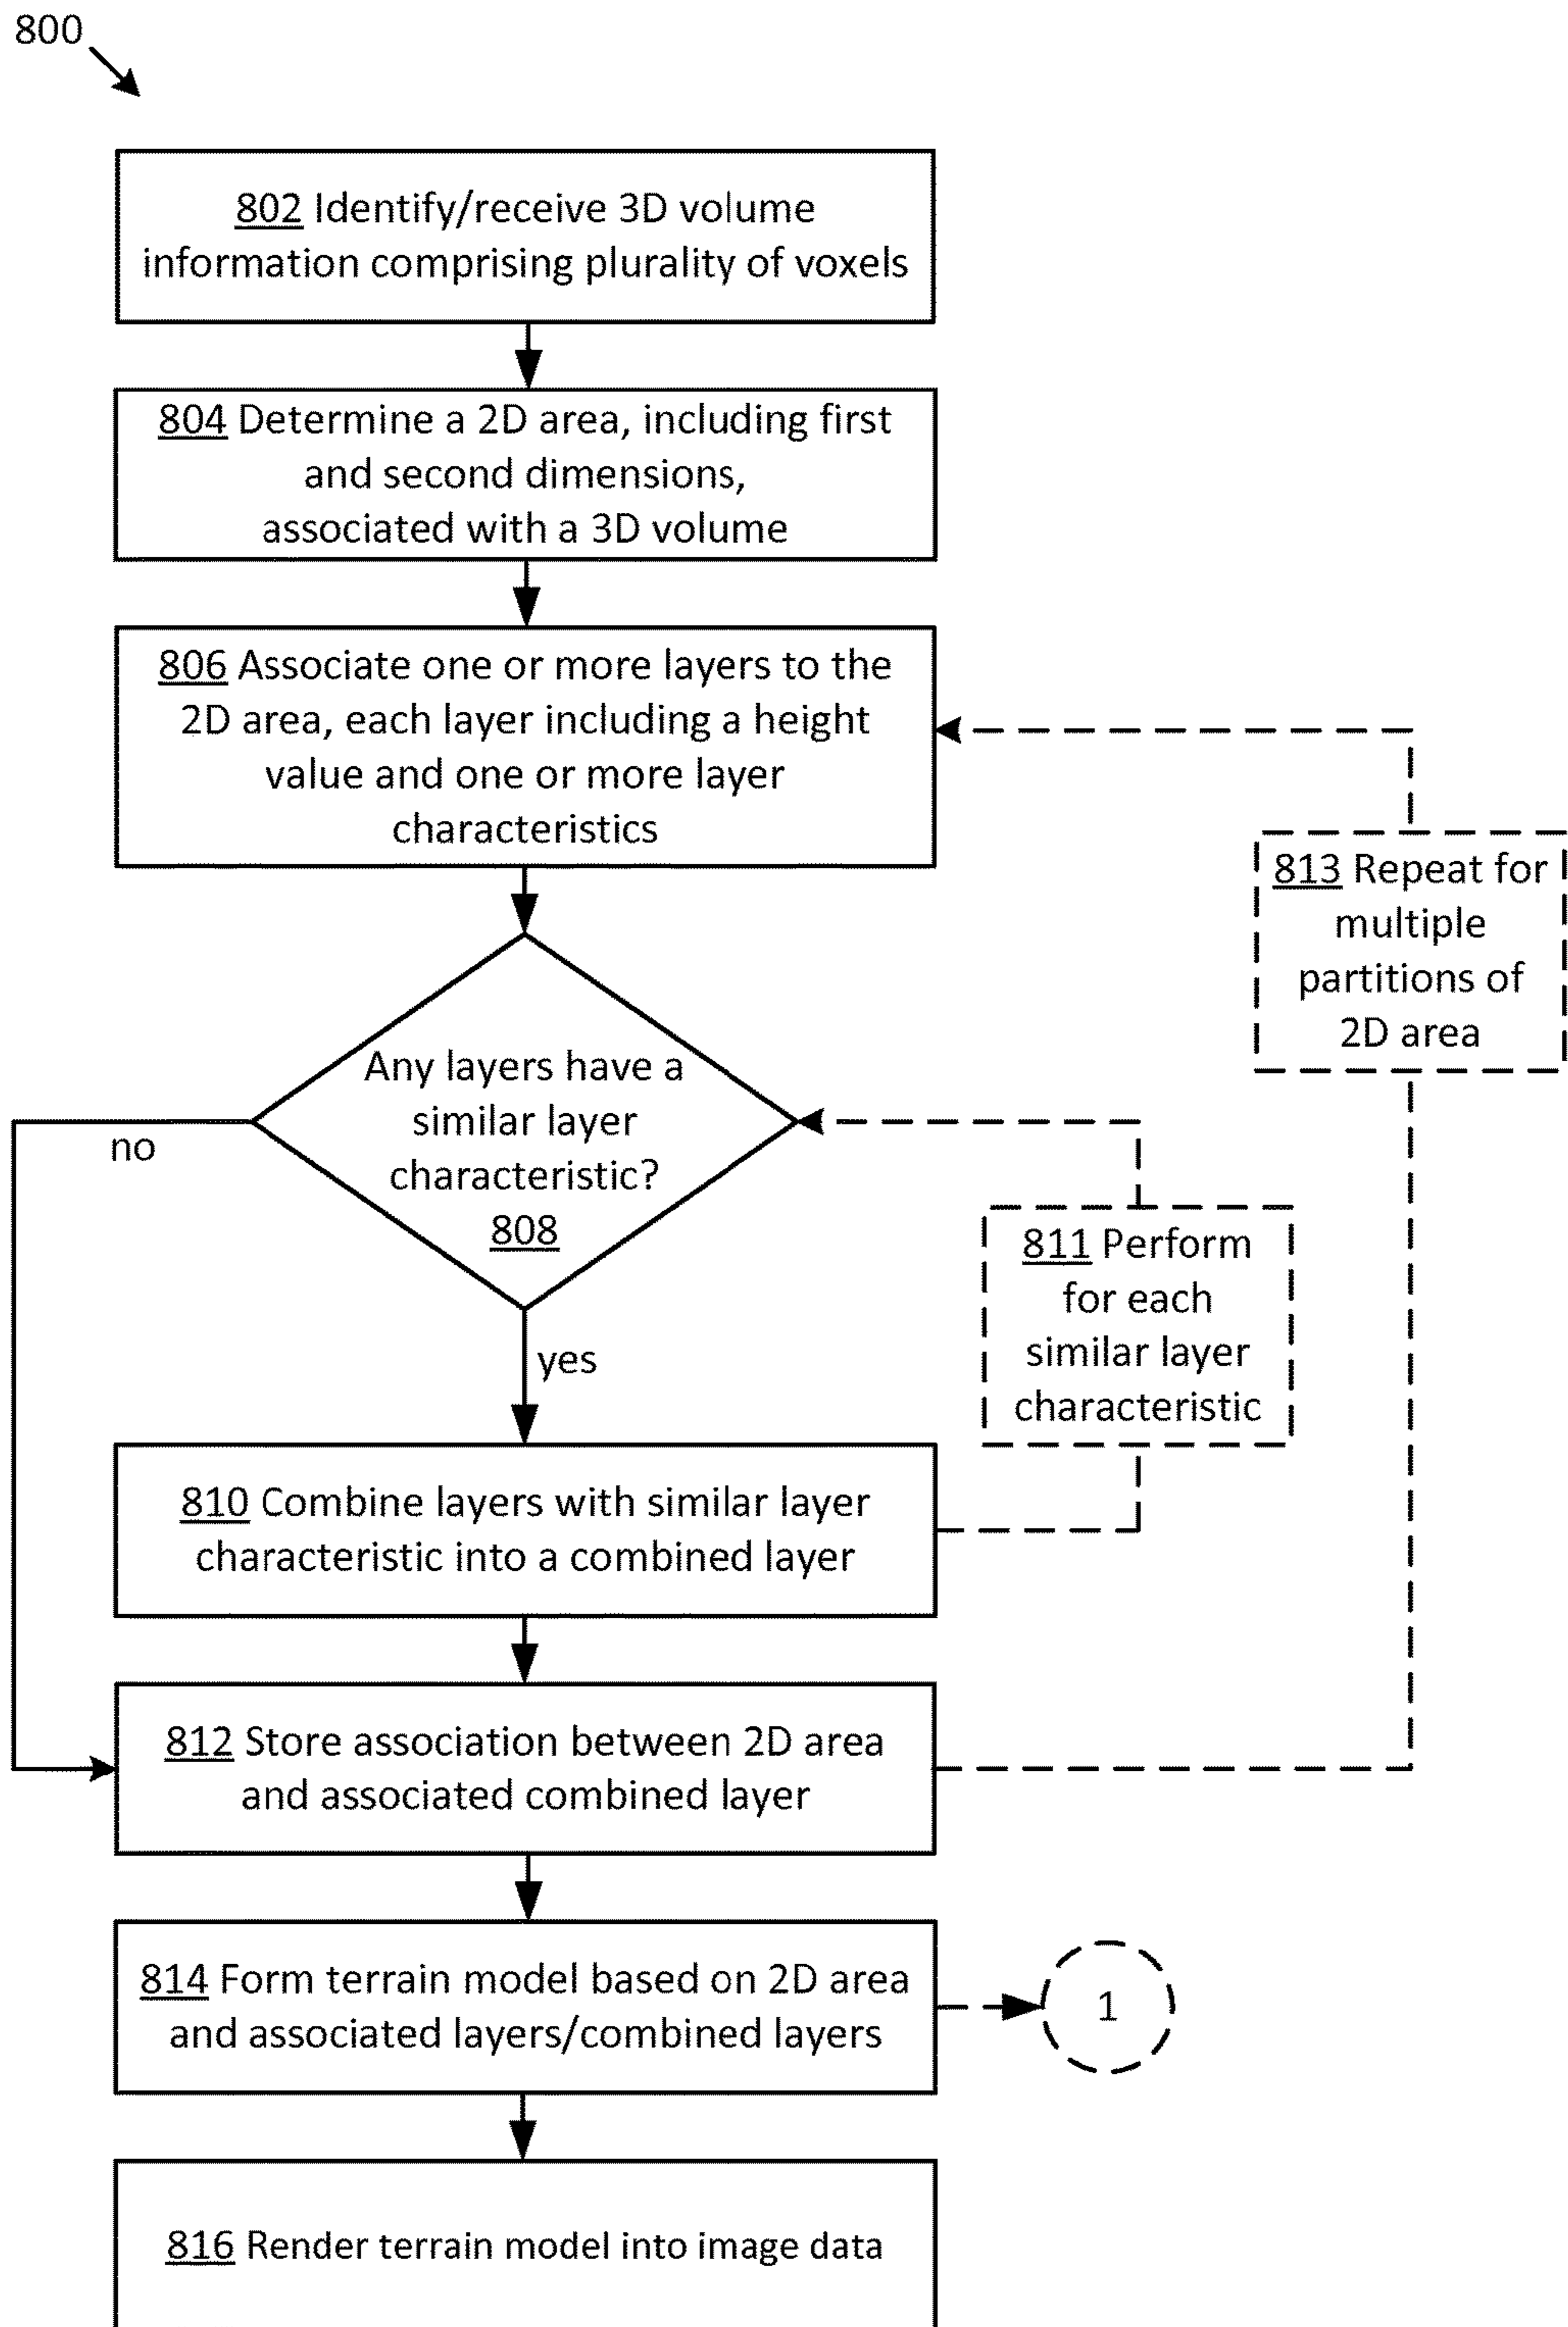 800
802 Identify/receive 3D volume
information comprising plurality of voxels
804 Determine a 2D area, including first
and second dimensions,
associated with a 3D volume
806 Associate one or more layers to the
2D area, each layer including a height
value and one or more layer
characteristics
813 Repeat for
multiple
partitions of
2D area
Any layers have a
similar layer
characteristic?
808
no
yes
811 Perform
for each
similar layer
characteristic
810 Combine layers with similar layer
characteristic into a combined layer
812 Store association between 2D area
and associated combined layer
814 Form terrain model based on 2D area
and associated layers/combined layers
1
816 Render terrain model into image data